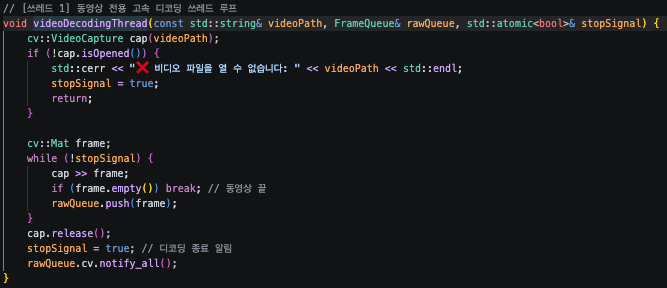 // [쓰레드 1] 동영상 전용 고속 디코딩 쓰레드 루프
void videoDecodingThread(const std::string& videoPath, FrameQueue& rawQueue, std::atomic<bool>& stopSignal) {
    cv::VideoCapture cap(videoPath);
    if (!cap.isOpened()) {
        std::cerr << "❌ 비디오 파일을 열 수 없습니다: " << videoPath << std::endl;
        stopSignal = true;
        return;
    }

    cv::Mat frame;
    while (!stopSignal) {
        cap >> frame;
        if (frame.empty()) break; // 동영상 끝
        rawQueue.push(frame);
    }
    cap.release();
    stopSignal = true; // 디코딩 종료 알림
    rawQueue.cv.notify_all();
}